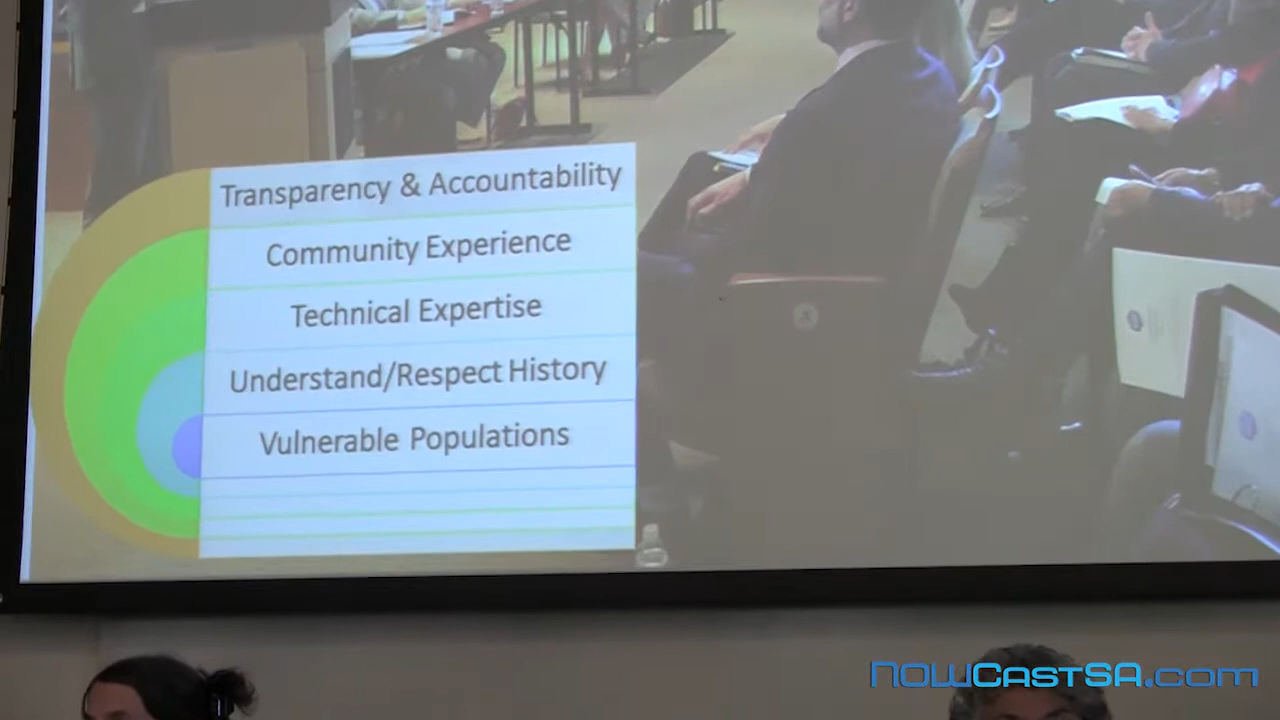 Transparency & Accountability
Community Experience
Technical Expertise
Understand/Respect History
Vulnerable Populations
NOWCastSA.com